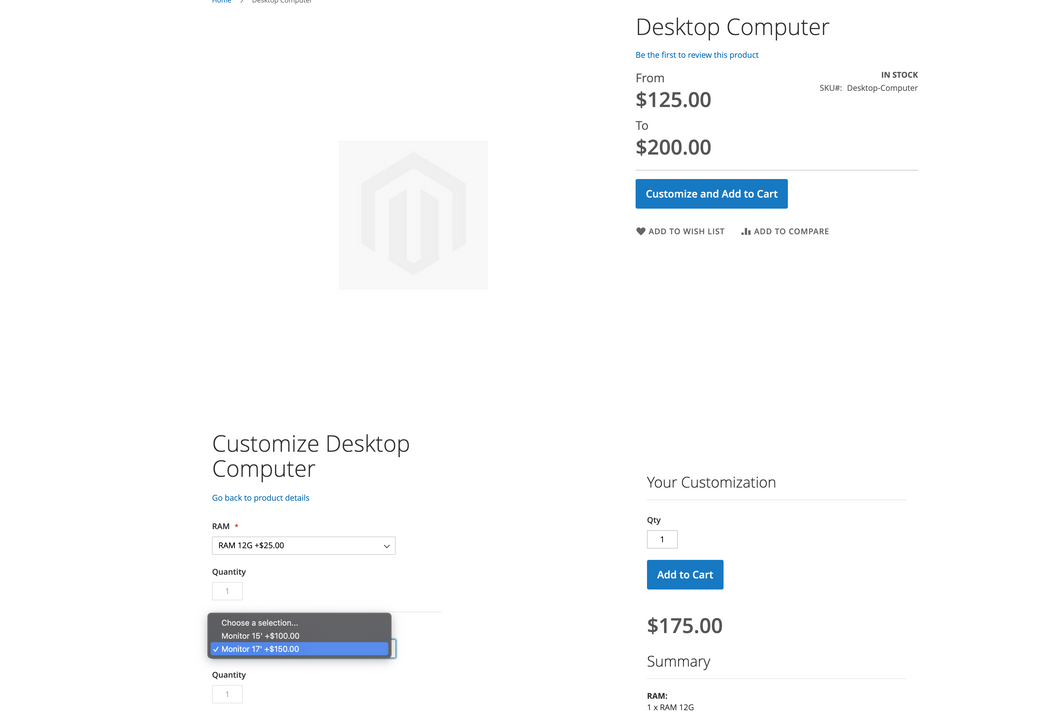 Home > Desktop Computer
Desktop Computer
Be the first to review this product
From
$125.00
IN STOCK
SKU#: Desktop-Computer
To
$200.00
Customize and Add to Cart
ADD TO WISH LIST
ADD TO COMPARE
Customize Desktop
Computer
Go back to product details
RAM *
RAM 12G +$25.00
Quantity
1
Choose a selection...
Monitor 15' +$100.00
✓ Monitor 17' +$150.00
Quantity
1
Your Customization
Qty
1
Add to Cart
$175.00
Summary
RAM:
1 x RAM 12G